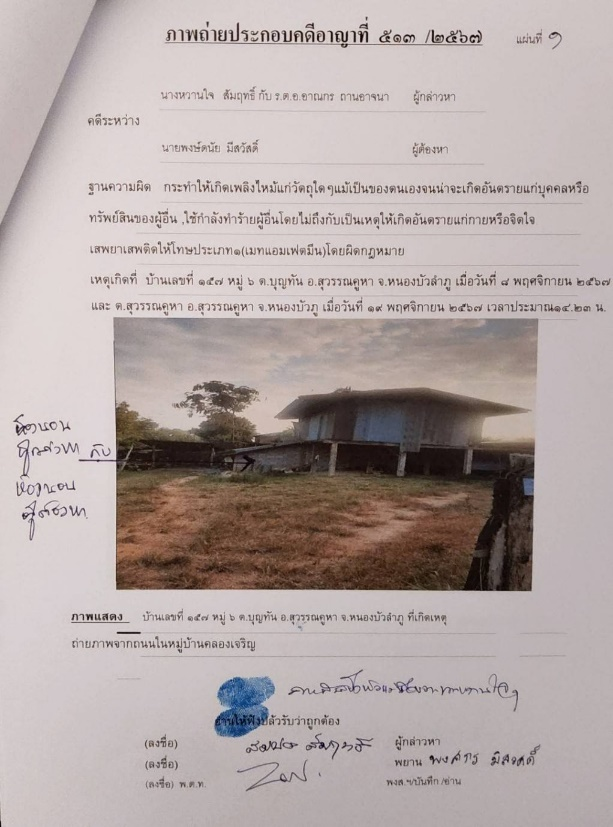 ภาพถ่ายประกอบคดีอาญาที่ ๕๑๓ /๒๕๖๗ แผ่นที่ ๑
นางหวานใจ สัมฤทธิ์ กับ ร.ต.อ.อาณกร ถานอาจนา ผู้กล่าวหา
คดีระหว่าง
นายพงษ์ดนัย มีสวัสดิ์ ผู้ต้องหา
ฐานความผิด กระทำให้เกิดเพลิงไหม้แก่วัตถุใดๆแม้เป็นของตนเองจนน่าจะเกิดอันตรายแก่บุคคลหรือ
ทรัพย์สินของผู้อื่น ,ใช้กำลังทำร้ายผู้อื่นโดยไม่ถึงกับเป็นเหตุให้เกิดอันตรายแก่กายหรือจิตใจ
เสพยาเสพติดให้โทษประเภท๑(เมทแอมเฟตมีน)โดยผิดกฎหมาย
เหตุเกิดที่ บ้านเลขที่ ๑๔๗ หมู่ ๖ ต.บุญทัน อ.สุวรรณคูหา จ.หนองบัวลำภู เมื่อวันที่ ๘ พฤศจิกายน ๒๕๖๗
และ ต.สุวรรณคูหา อ.สุวรรณคูหา จ.หนองบัวภู เมื่อวันที่ ๑๙ พฤศจิกายน ๒๕๖๗ เวลาประมาณ๑๔.๒๓ น.
ห้องนอน
ผู้กล่าวหา กับ
ห้องนอน
ผู้ต้องหา
ภาพแสดง บ้านเลขที่ ๑๔๗ หมู่ ๖ ต.บุญทัน อ.สุวรรณคูหา จ.หนองบัวลำภู ที่เกิดเหตุ
ถ่ายภาพจากถนนในหมู่บ้านคลองเจริญ
อ่านให้ฟังแล้วรับว่าถูกต้อง
(ลงชื่อ) ผู้กล่าวหา
(ลงชื่อ) พยาน
(ลงชื่อ) พ.ต.ท. พงส.ฯ/บันทึก /อ่าน